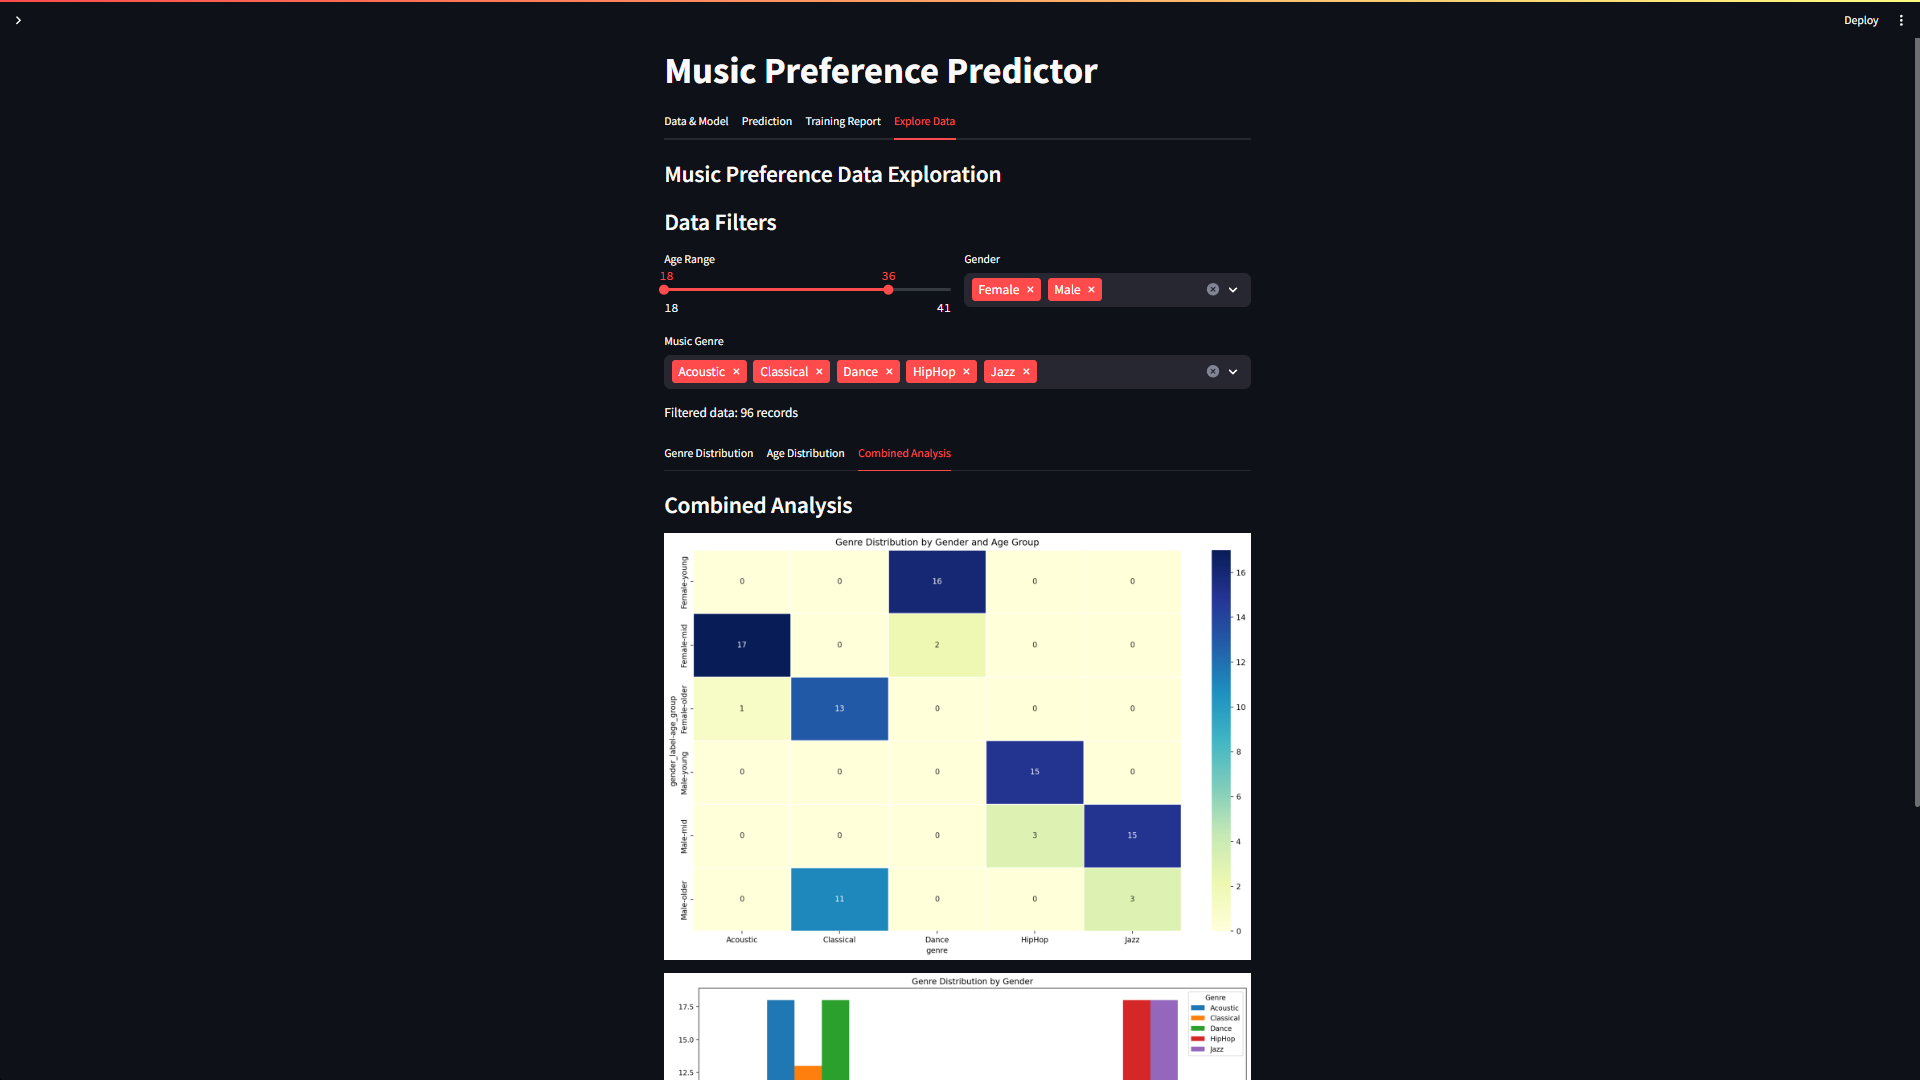 Deploy
Music Preference Predictor
Data & Model Prediction Training Report Explore Data
Music Preference Data Exploration
Data Filters
Age Range
18 36
18 41
Gender
Female × Male ×
Music Genre
Acoustic × Classical × Dance × HipHop × Jazz ×
Filtered data: 96 records
Genre Distribution Age Distribution Combined Analysis
Combined Analysis
Genre Distribution by Gender and Age Group
gender_label-age_group
Female-young 0 0 16 0 0
Female-mid 17 0 2 0 0
Female-older 1 13 0 0 0
Male-young 0 0 0 15 0
Male-mid 0 0 0 3 15
Male-older 0 11 0 0 3
Acoustic Classical Dance HipHop Jazz
genre
16
14
12
10
8
6
4
2
0
Genre Distribution by Gender
17.5
15.0
12.5
Genre
Acoustic
Classical
Dance
HipHop
Jazz